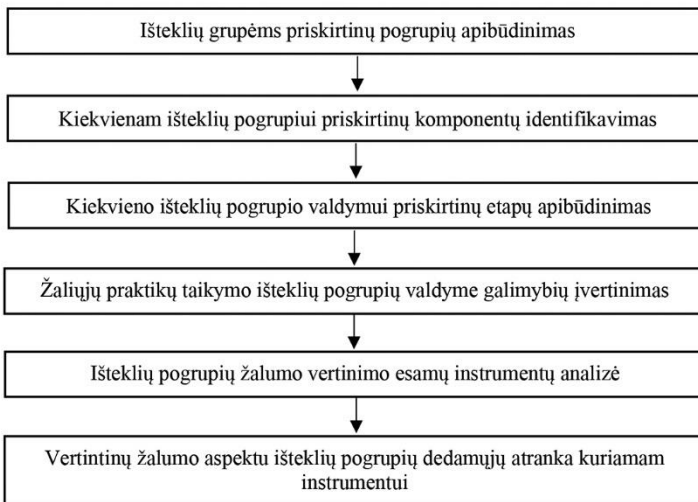 Išteklių grupėms priskirtinų pogrupių apibūdinimas
Kiekvienam išteklių pogrupiui priskirtinų komponentų identifikavimas
Kiekvieno išteklių pogrupio valdymui priskirtinų etapų apibūdinimas
Žaliųjų praktikų taikymo išteklių pogrupių valdyme galimybių įvertinimas
Išteklių pogrupių žalumo vertinimo esamų instrumentų analizė
Vertintinų žalumo aspektu išteklių pogrupių dedamųjų atranka kuriamam
instrumentui